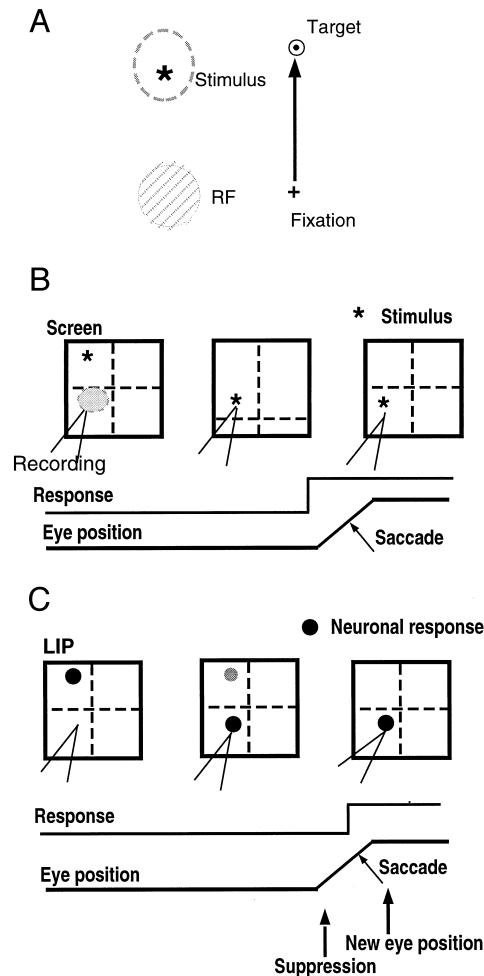 A
Target
* Stimulus
RF
+
Fixation
B
* Stimulus
Screen
*
*
*
Recording
Response
Eye position
Saccade
C
Neuronal response
LIP
Response
Eye position
Saccade
New eye position
Suppression